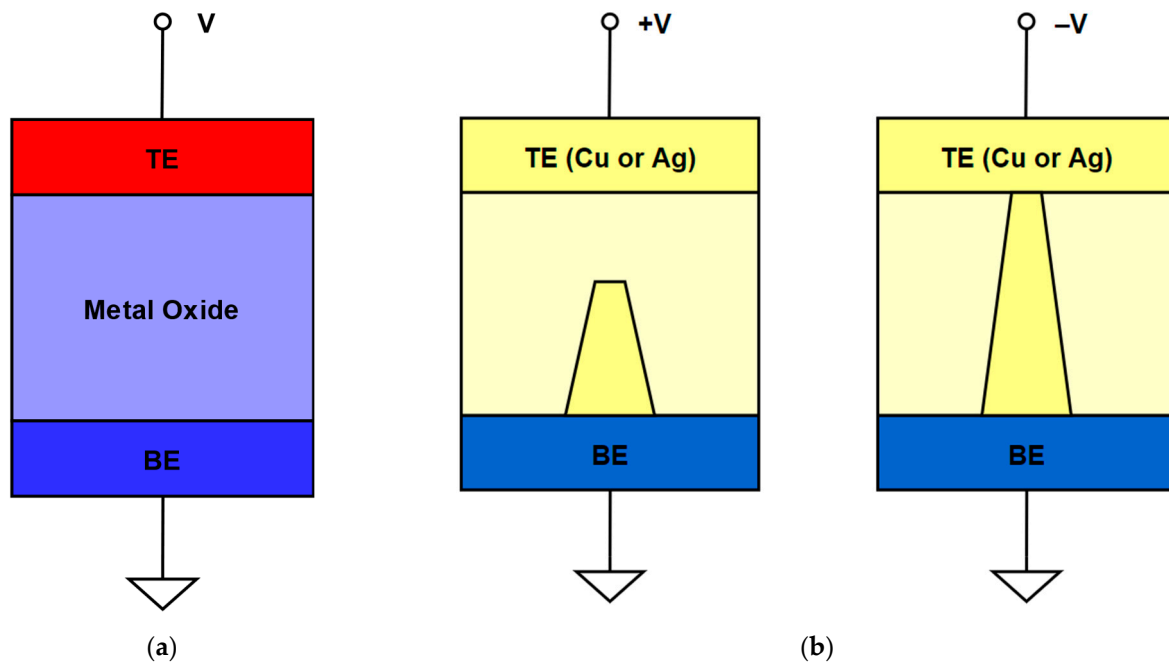 V
TE
Metal Oxide
BE
(a)
+V
TE (Cu or Ag)
BE
–V
TE (Cu or Ag)
BE
(b)